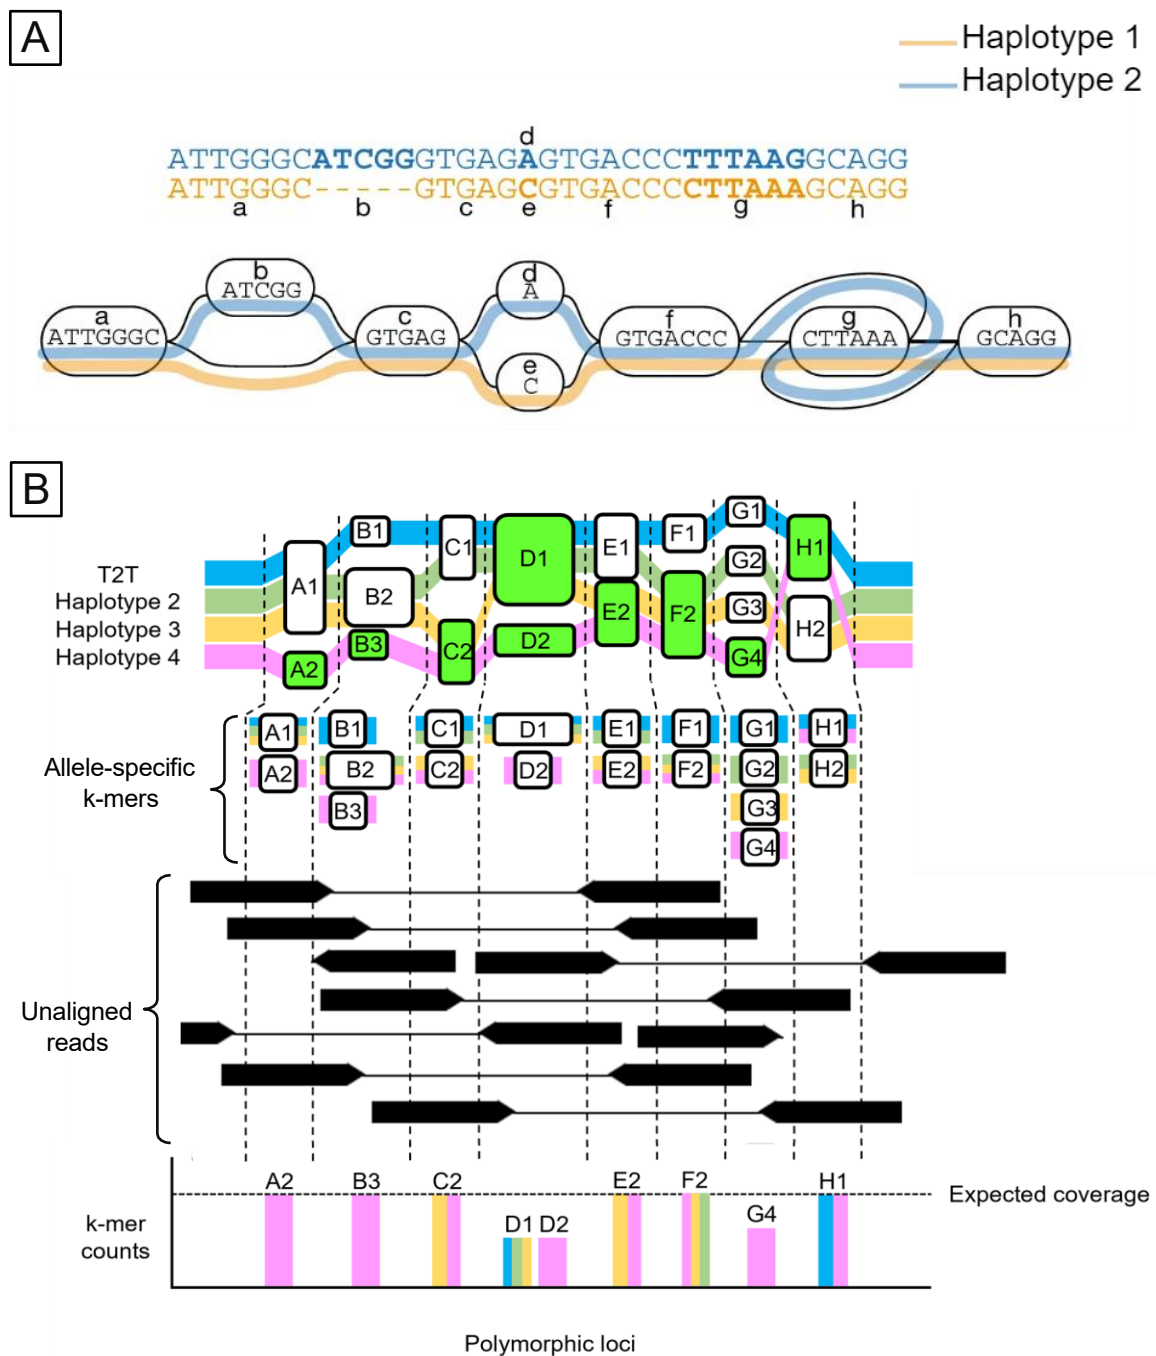 A
Haplotype 1
Haplotype 2
d
ATTGGGCATCGGGTGAGAGTGACCCTTTAAGGCAGG
ATTGGGC-----GTGAGCGTGACCCCTTAAAGCAGG
a b c e f g h
b
ATCGG
d
A
a
ATTGGGC
c
GTGAG
f
GTGACCC
g
CTTAAA
h
GCAGG
e
C
B
T2T
Haplotype 2
Haplotype 3
Haplotype 4
A1
A2
B1
B2
B3
C1
C2
D1
D2
E1
E2
F1
F2
G1
G2
G3
G4
H1
H2
Allele-specific
k-mers
A1 B1 C1 D1 E1 F1 G1 H1
A2 B2 C2 D2 E2 F2 G2 H2
B3 G3
G4
Unaligned
reads
A2 B3 C2 D1 D2 E2 F2 G4 H1
Expected coverage
k-mer
counts
Polymorphic loci